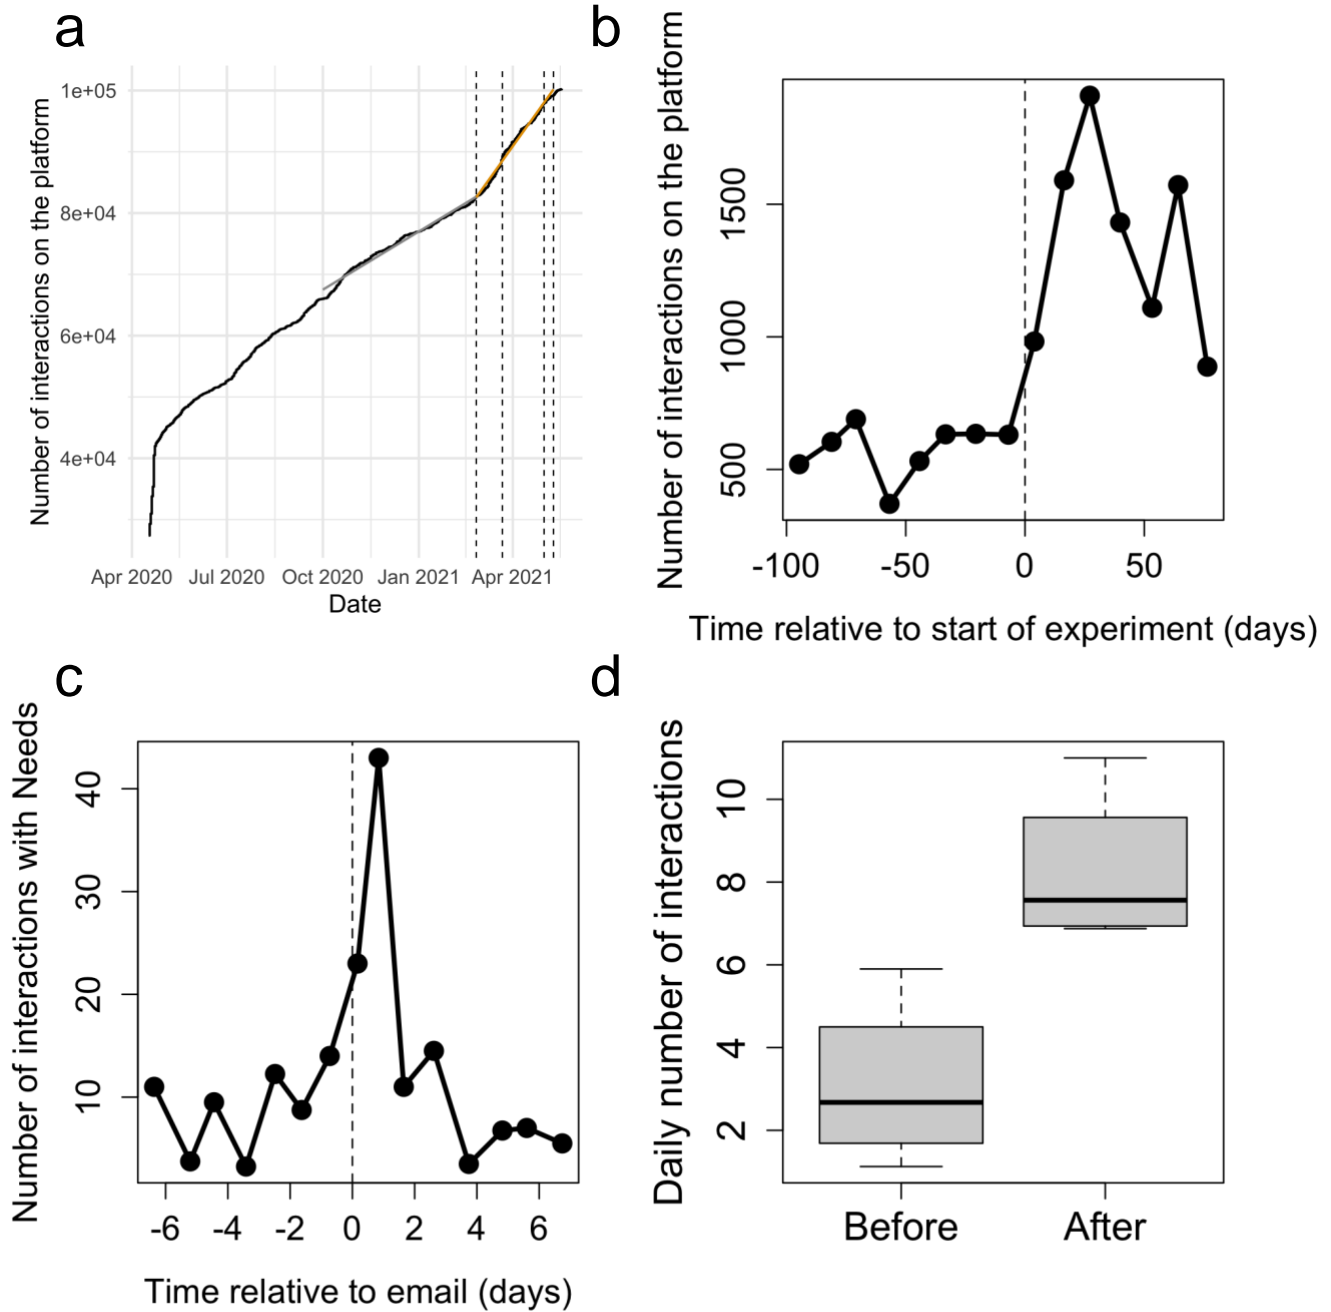 a
Number of interactions on the platform
1e+05
8e+04
6e+04
4e+04
Apr 2020 Jul 2020 Oct 2020 Jan 2021 Apr 2021
Date
b
Number of interactions on the platform
1500
1000
500
-100 -50 0 50
Time relative to start of experiment (days)
c
Number of interactions with Needs
40
30
20
10
-6 -4 -2 0 2 4 6
Time relative to email (days)
d
Daily number of interactions
10
8
6
4
2
Before After